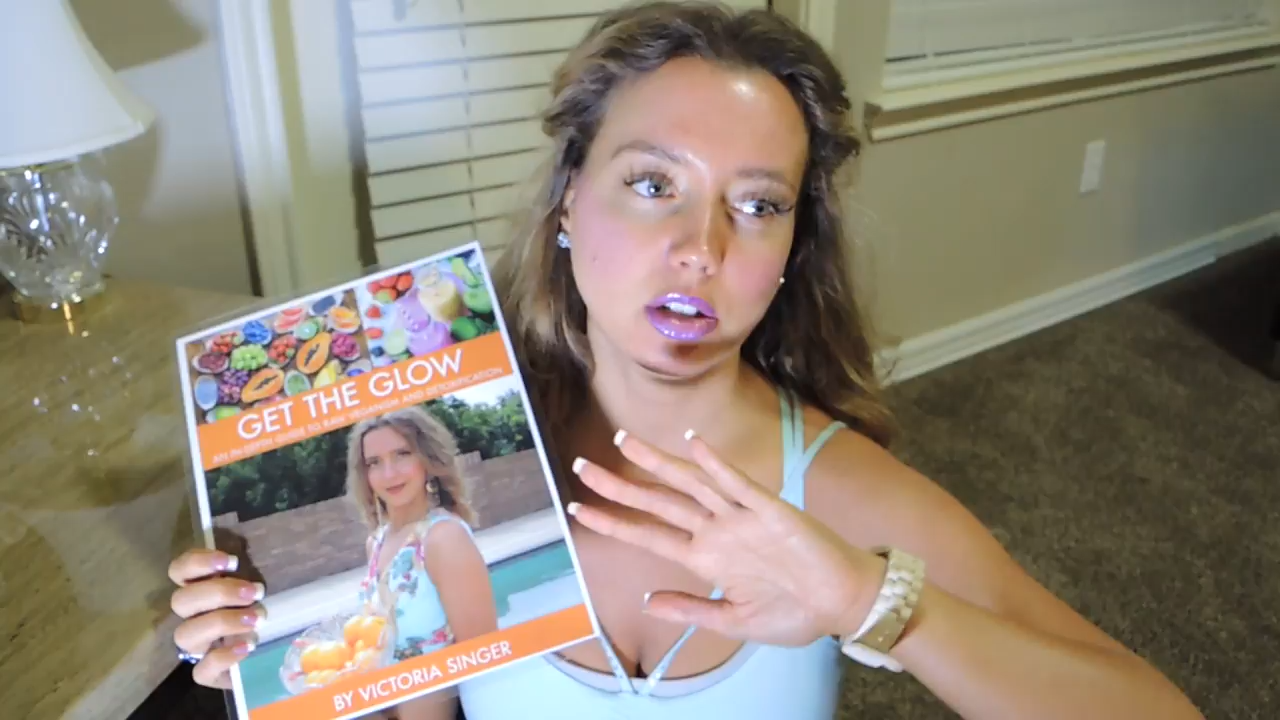 GET THE GLOW
AN IN-DEPTH GUIDE TO RAW VEGANISM AND DETOXIFICATION
BY VICTORIA SINGER